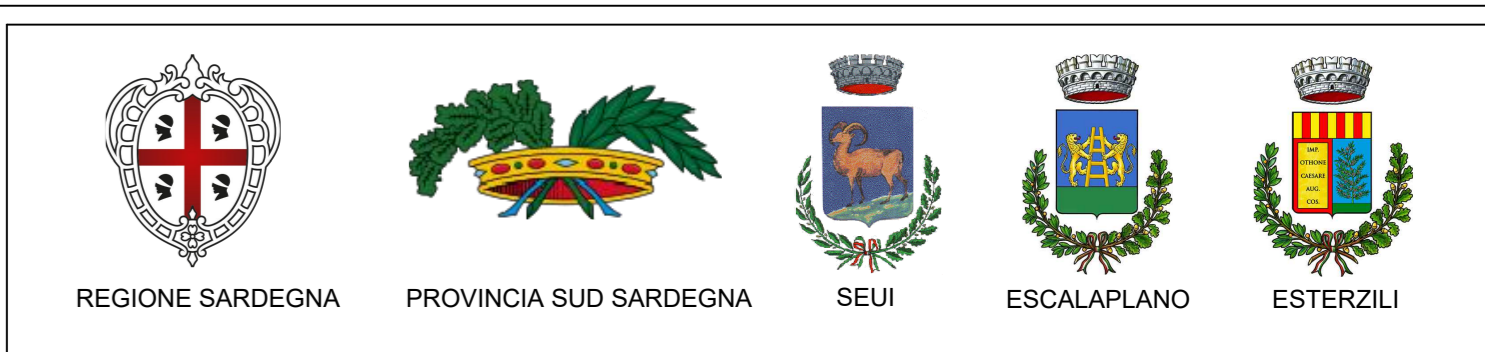 IMP.
OTHONE
CAESARE
AUG.
COS.
REGIONE SARDEGNA
PROVINCIA SUD SARDEGNA
SEUI
ESCALAPLANO
ESTERZILI